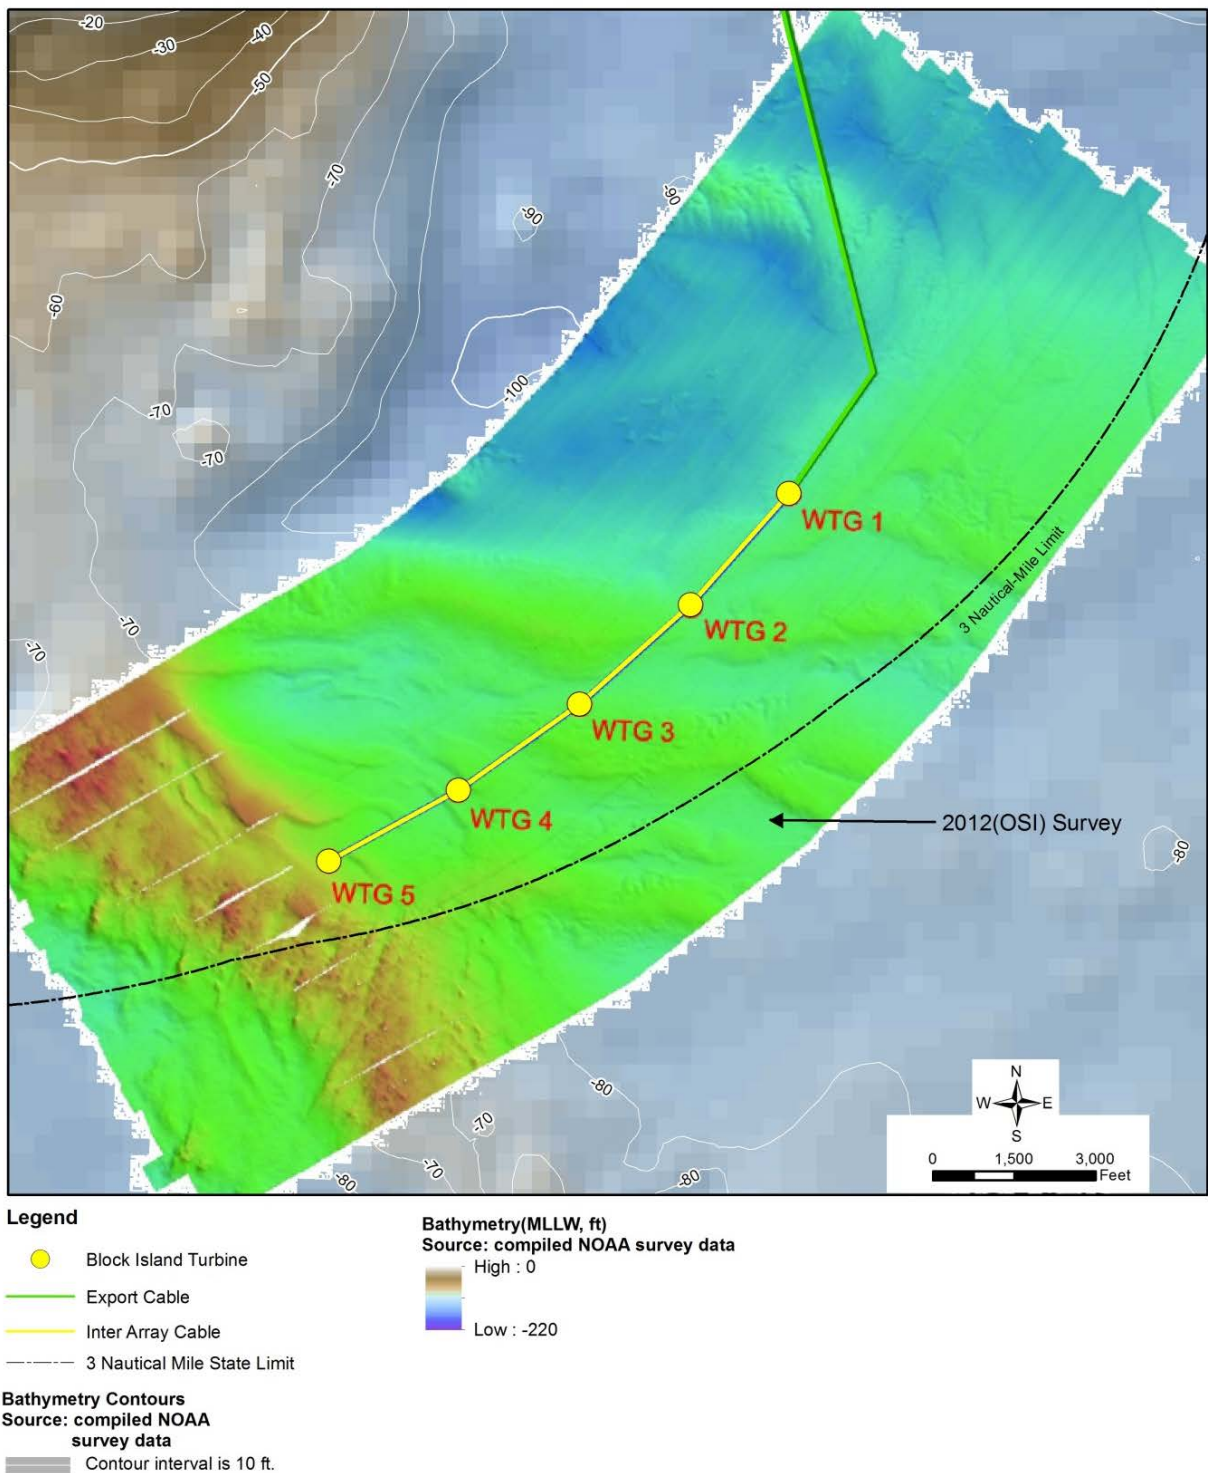 -20
-30
-40
-50
-70
-90
-90
-60
-100
-70
-70
WTG 1
3 Nautical-Mile Limit
WTG 2
-70
-70
WTG 3
WTG 4
2012(OSI) Survey
-80
WTG 5
-80
-70
-70
-80
-80
N
W E
S
0 1,500 3,000
Feet
Legend
Block Island Turbine
Export Cable
Inter Array Cable
3 Nautical Mile State Limit
Bathymetry Contours
Source: compiled NOAA
survey data
Contour interval is 10 ft.
Bathymetry(MLLW, ft)
Source: compiled NOAA survey data
High : 0
Low : -220